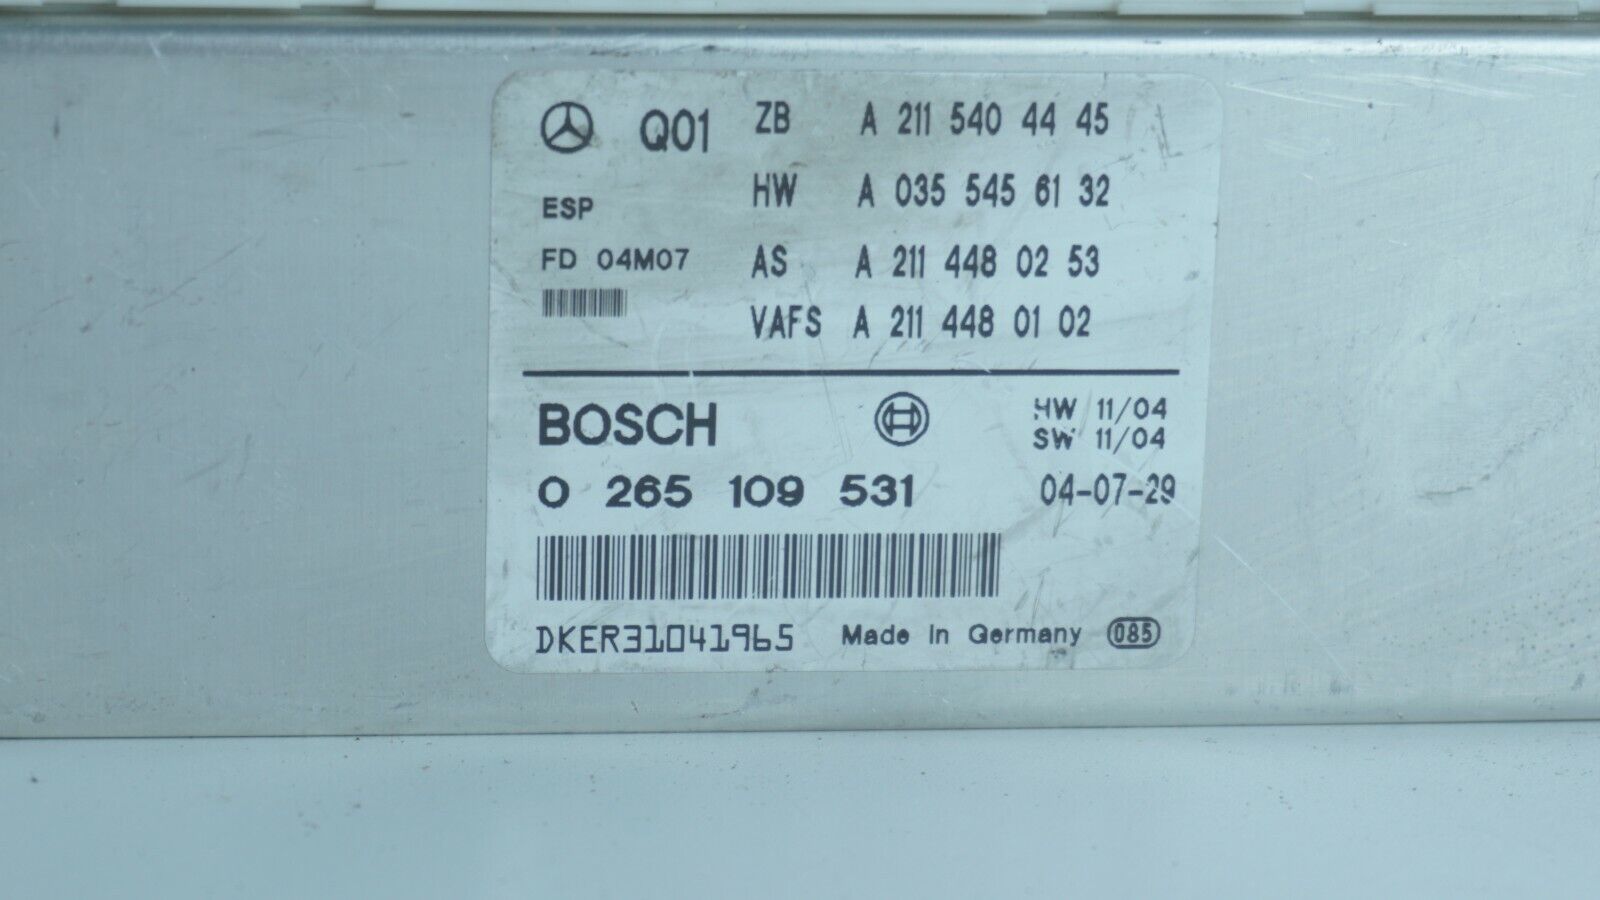 Q01 ZB A 211 540 44 45
ESP HW A 035 545 61 32
FD 04M07 AS A 211 448 02 53
VAFS A 211 448 01 02
BOSCH HW 11/04
SW 11/04
0 265 109 531 04-07-29
DKER31041965 Made in Germany 085